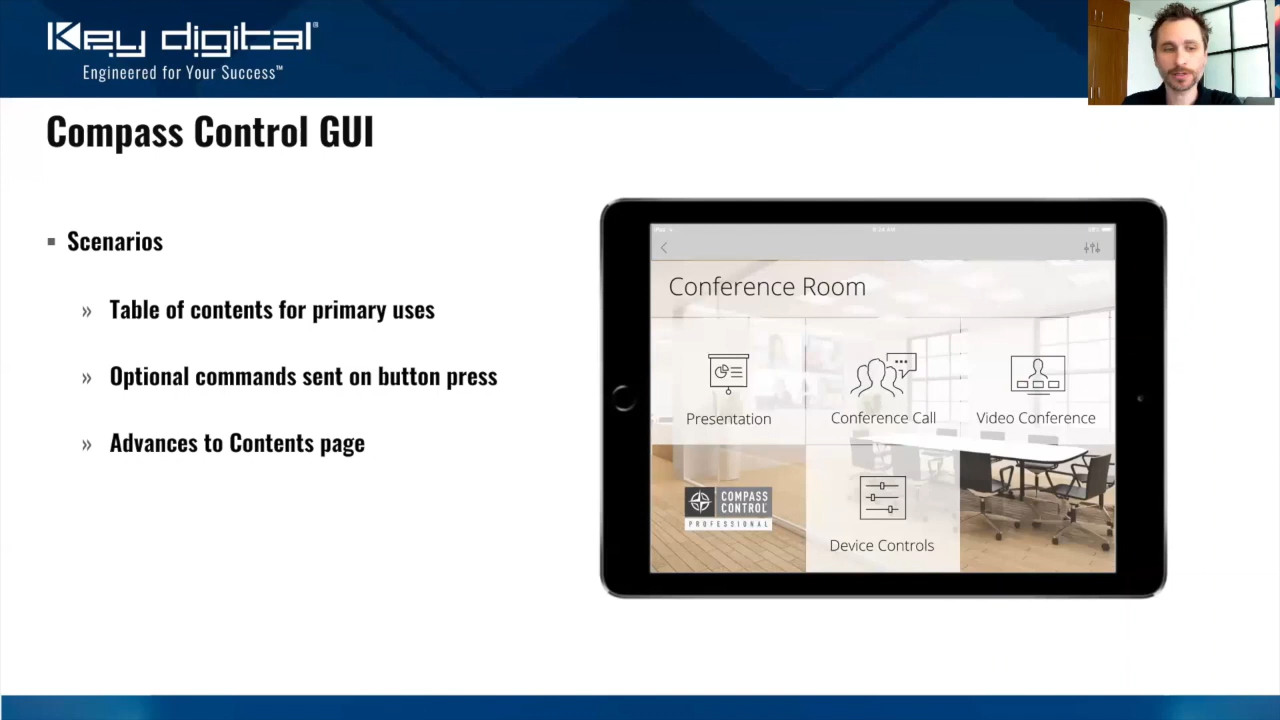 Key digital®
Engineered for Your Success™
Compass Control GUI
Scenarios
» Table of contents for primary uses
» Optional commands sent on button press
» Advances to Contents page
Conference Room
Presentation
Conference Call
Video Conference
COMPASS
CONTROL
PROFESSIONAL
Device Controls